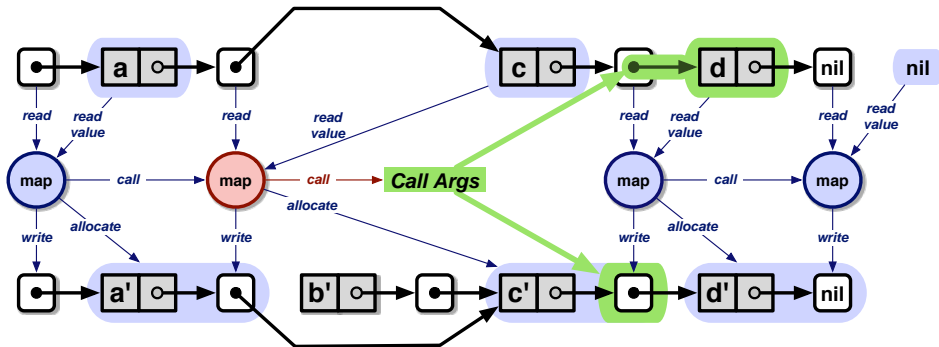 a c d nil nil
read read value read read value read read value read read value
map call map call Call Args map call map
write allocate write allocate write allocate write
a' b' c' d' nil